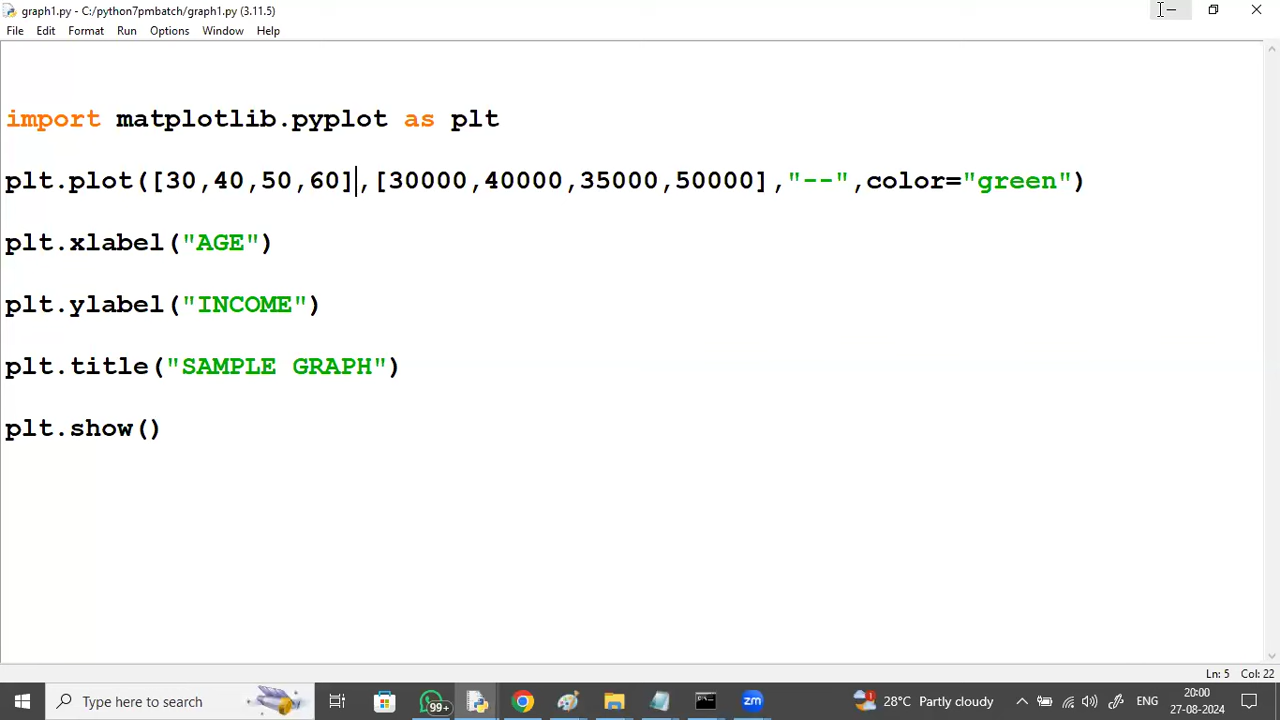 graph1.py - C:/python7pmbatch/graph1.py (3.11.5)
File Edit Format Run Options Window Help
import matplotlib.pyplot as plt
plt.plot([30,40,50,60],[30000,40000,35000,50000],"--",color="green")
plt.xlabel("AGE")
plt.ylabel("INCOME")
plt.title("SAMPLE GRAPH")
plt.show()
Ln: 5 Col: 22
Type here to search
99+
zm
1
28°C Partly cloudy
ENG
20:00
27-08-2024